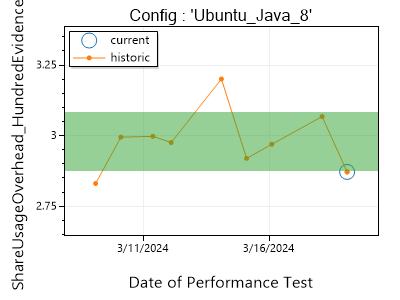 Config : 'Ubuntu_Java_8'
current
historic
ShareUsageOverhead_HundredEvidence
3.25
3
2.75
3/11/2024
3/16/2024
Date of Performance Test